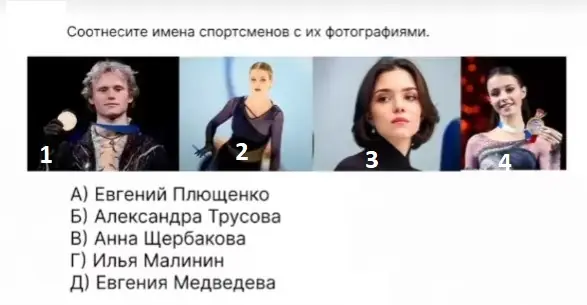 Соотнесите имена спортсменов с их фотографиями.
1 2 3 4
А) Евгений Плющенко
Б) Александра Трусова
В) Анна Щербакова
Г) Илья Малинин
Д) Евгения Медведева